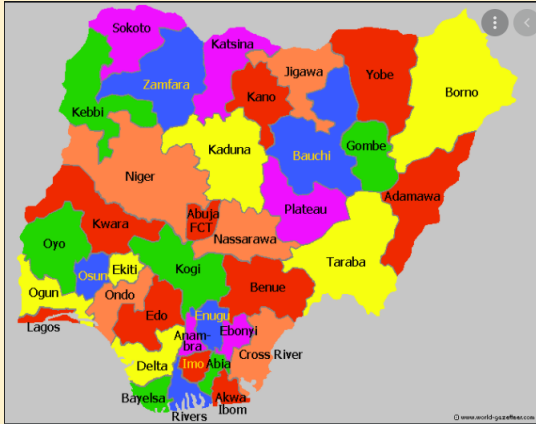 Sokoto
Katsina
Zamfara
Jigawa
Yobe
Kano
Borno
Kebbi
Kaduna
Bauchi
Gombe
Niger
Adamawa
Plateau
Abuja
FCT
Kwara
Nassarawa
Oyo
Taraba
Osun
Ekiti
Kogi
Ogun
Ondo
Benue
Lagos
Edo
Enugu
Anam-
bra
Ebonyi
Cross River
Delta
Imo
Abia
Bayelsa
Rivers
Akwa
Ibom
© www.world-gazetteer.com